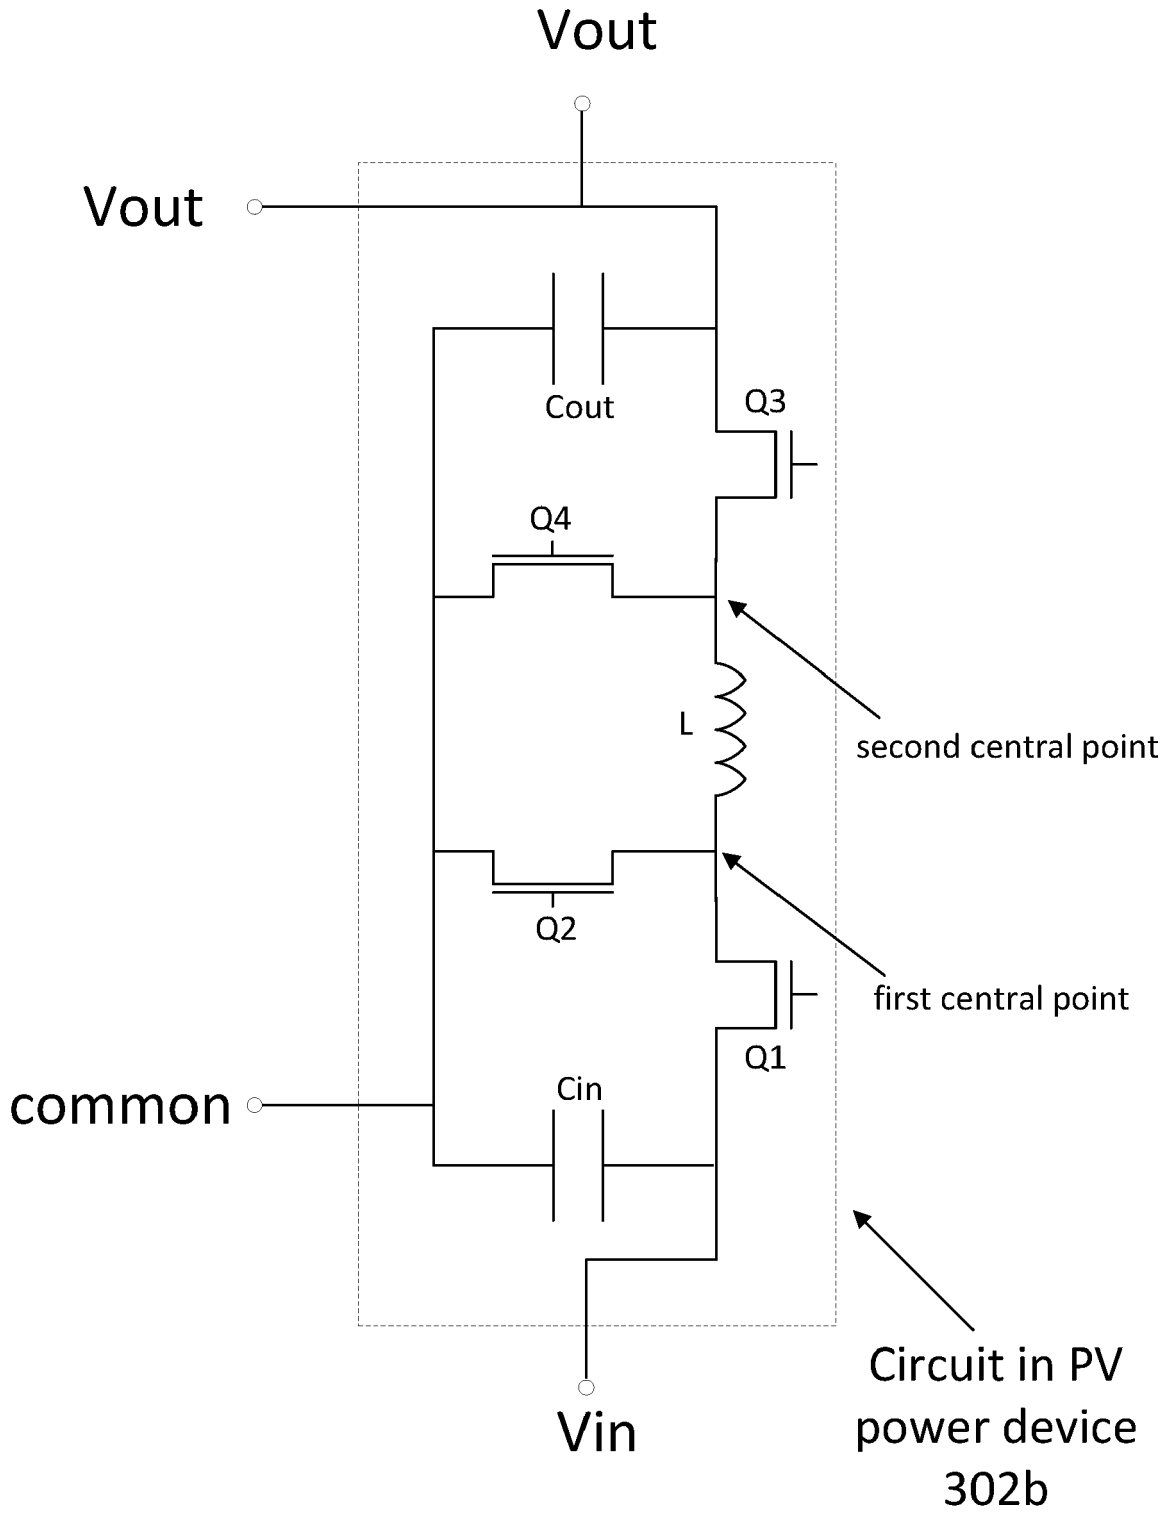 Vout
Vout
Cout
Q3
Q4
second central point
L
Q2
first central point
Q1
Cin
common
Circuit in PV
power device
302b
Vin